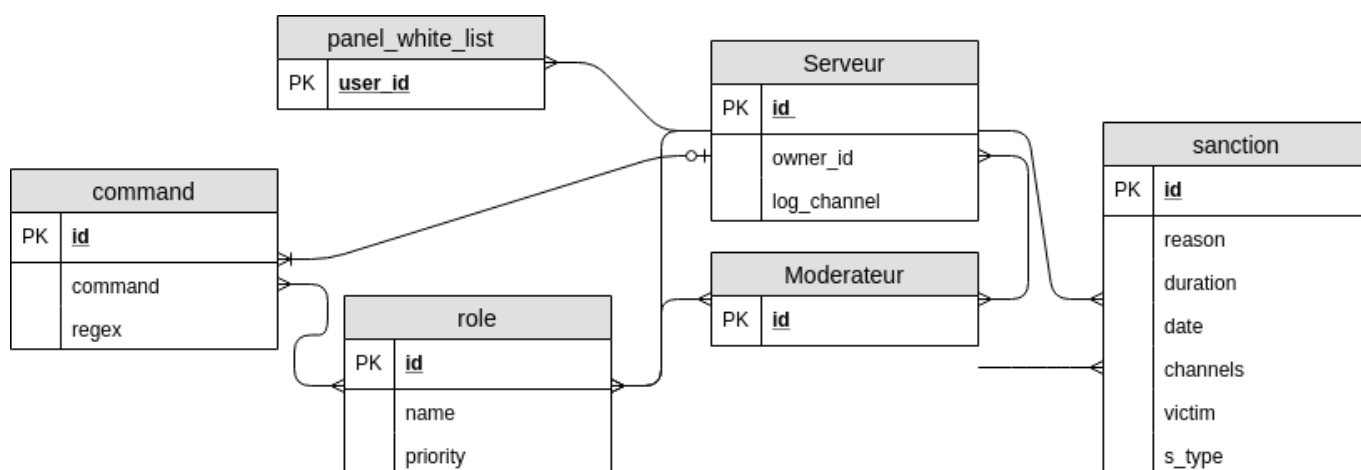 panel_white_list
PK user_id
Serveur
PK id
owner_id
log_channel
sanction
PK id
reason
duration
date
channels
victim
s_type
command
PK id
command
regex
Moderateur
PK id
role
PK id
name
priority